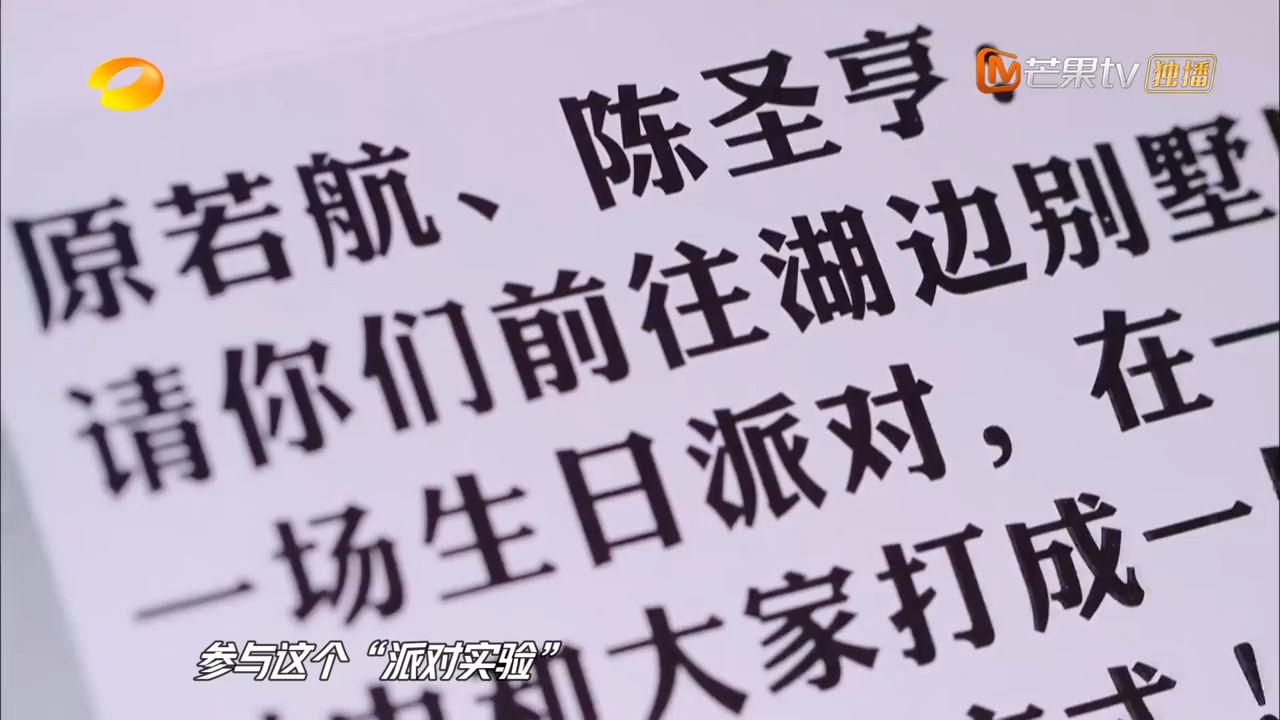 芒果tv 独播
原若航、陈圣亨，
请你们前往湖边别墅
一场生日派对，在一
和大家打成一
参与这个“派对实验”